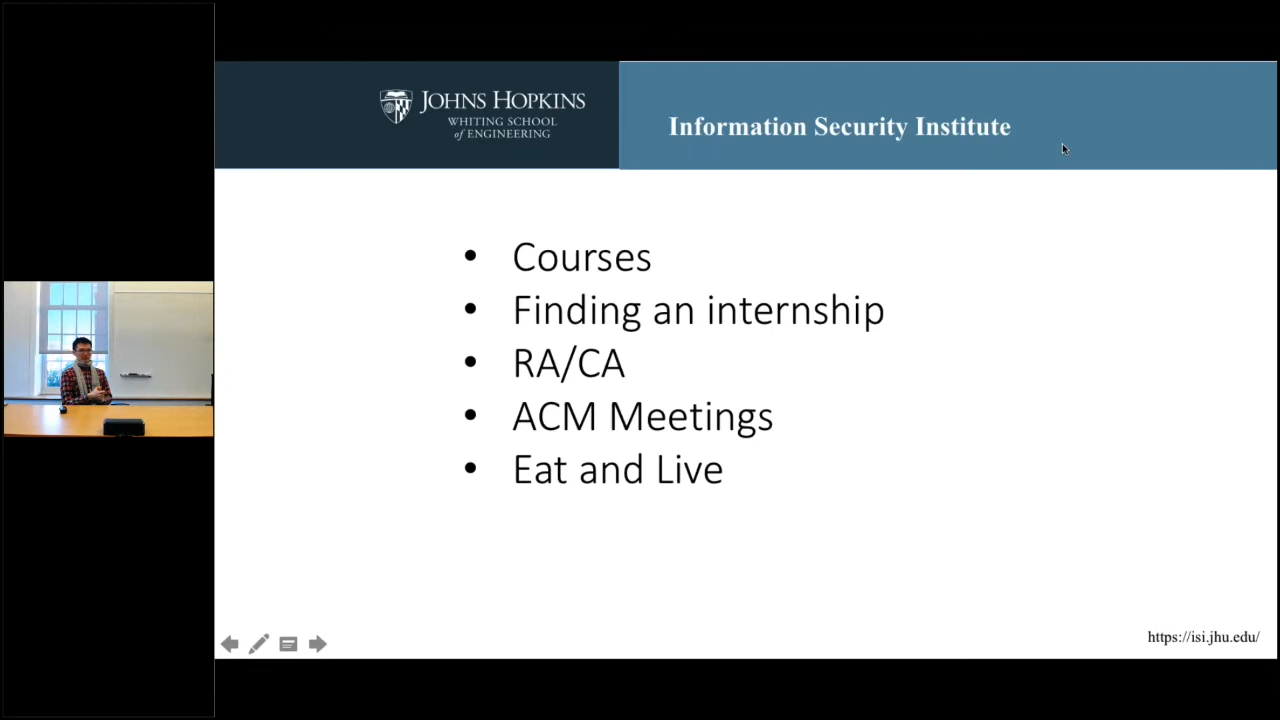 JOHNS HOPKINS
WHITING SCHOOL
of ENGINEERING
Information Security Institute
• Courses
• Finding an internship
• RA/CA
• ACM Meetings
• Eat and Live
https://isi.jhu.edu/